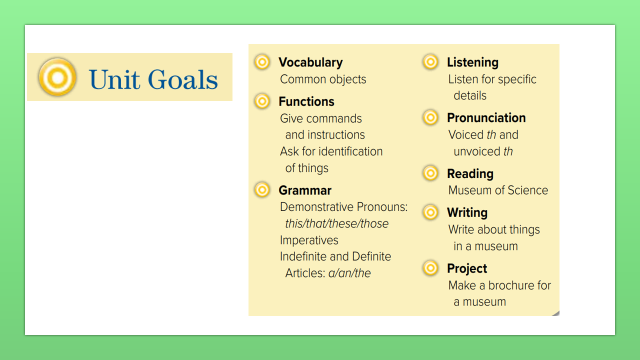 Unit Goals
Vocabulary
Common objects
Functions
Give commands
and instructions
Ask for identification
of things
Grammar
Demonstrative Pronouns:
this/that/these/those
Imperatives
Indefinite and Definite
Articles: a/an/the
Listening
Listen for specific
details
Pronunciation
Voiced th and
unvoiced th
Reading
Museum of Science
Writing
Write about things
in a museum
Project
Make a brochure for
a museum